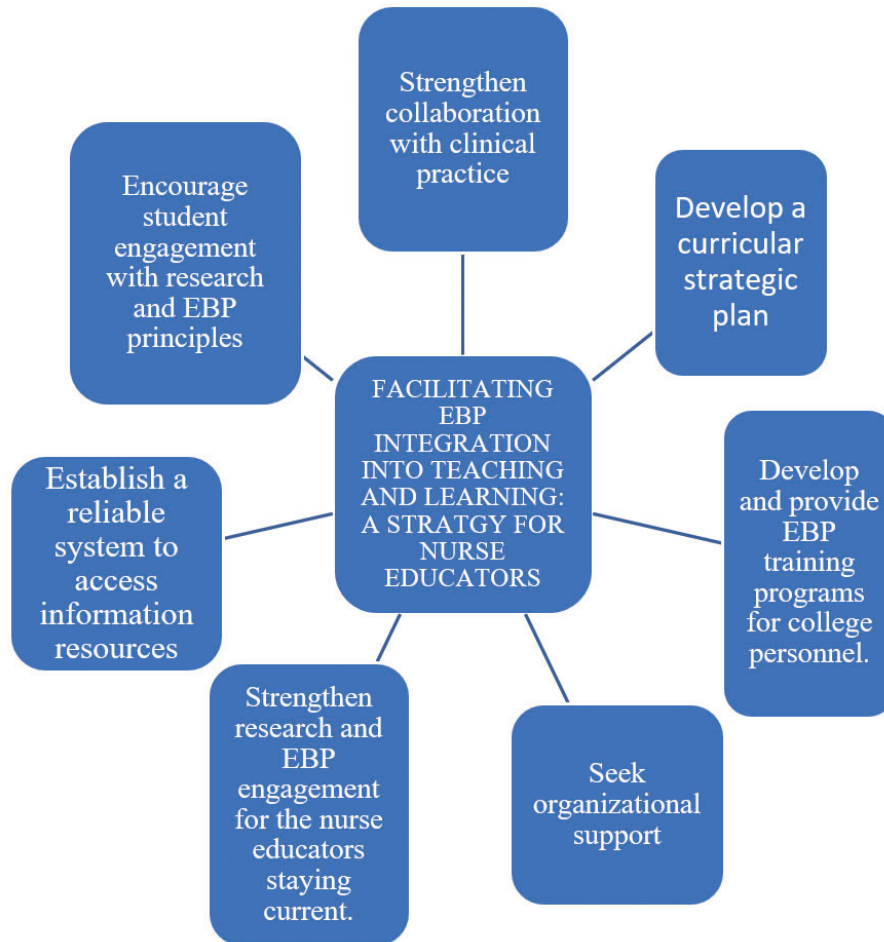 Strengthen
collaboration
with clinical
practice
Develop a
curricular
strategic
plan
Develop
and provide
EBP
training
programs
for college
personnel.
Seek
organizational
support
Strengthen
research and
EBP
engagement
for the nurse
educators
staying
current.
Establish a
reliable
system to
access
information
resources
Encourage
student
engagement
with research
and EBP
principles
FACILITATING
EBP
INTEGRATION
INTO TEACHING
AND LEARNING:
A STRATGY FOR
NURSE
EDUCATORS